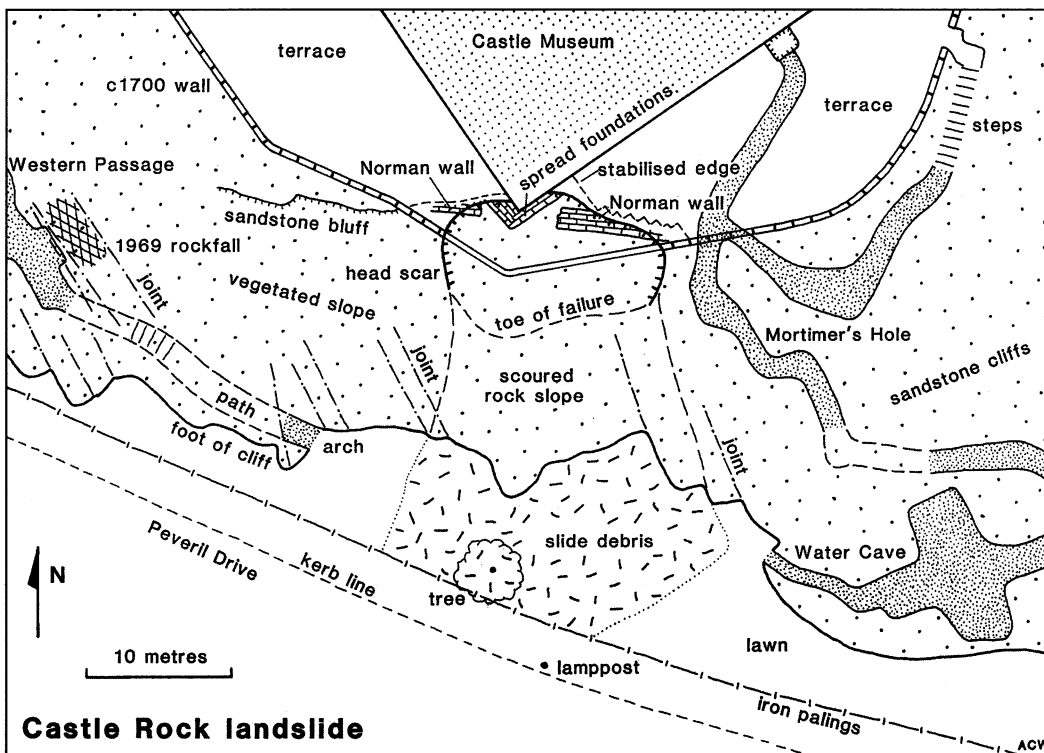 terrace
Castle Museum
c1700 wall
terrace
steps
spread foundations
Western Passage
Norman wall
stabilised edge
Norman wall
sandstone bluff
1969 rockfall
joint
head scar
vegetated slope
toe of failure
Mortimer's Hole
joint
scoured
rock slope
sandstone cliffs
path
arch
joint
foot of cliff
Peveril Drive
kerb line
slide debris
Water Cave
tree
N
lawn
10 metres
lamppost
iron palings
Castle Rock landslide
ACW